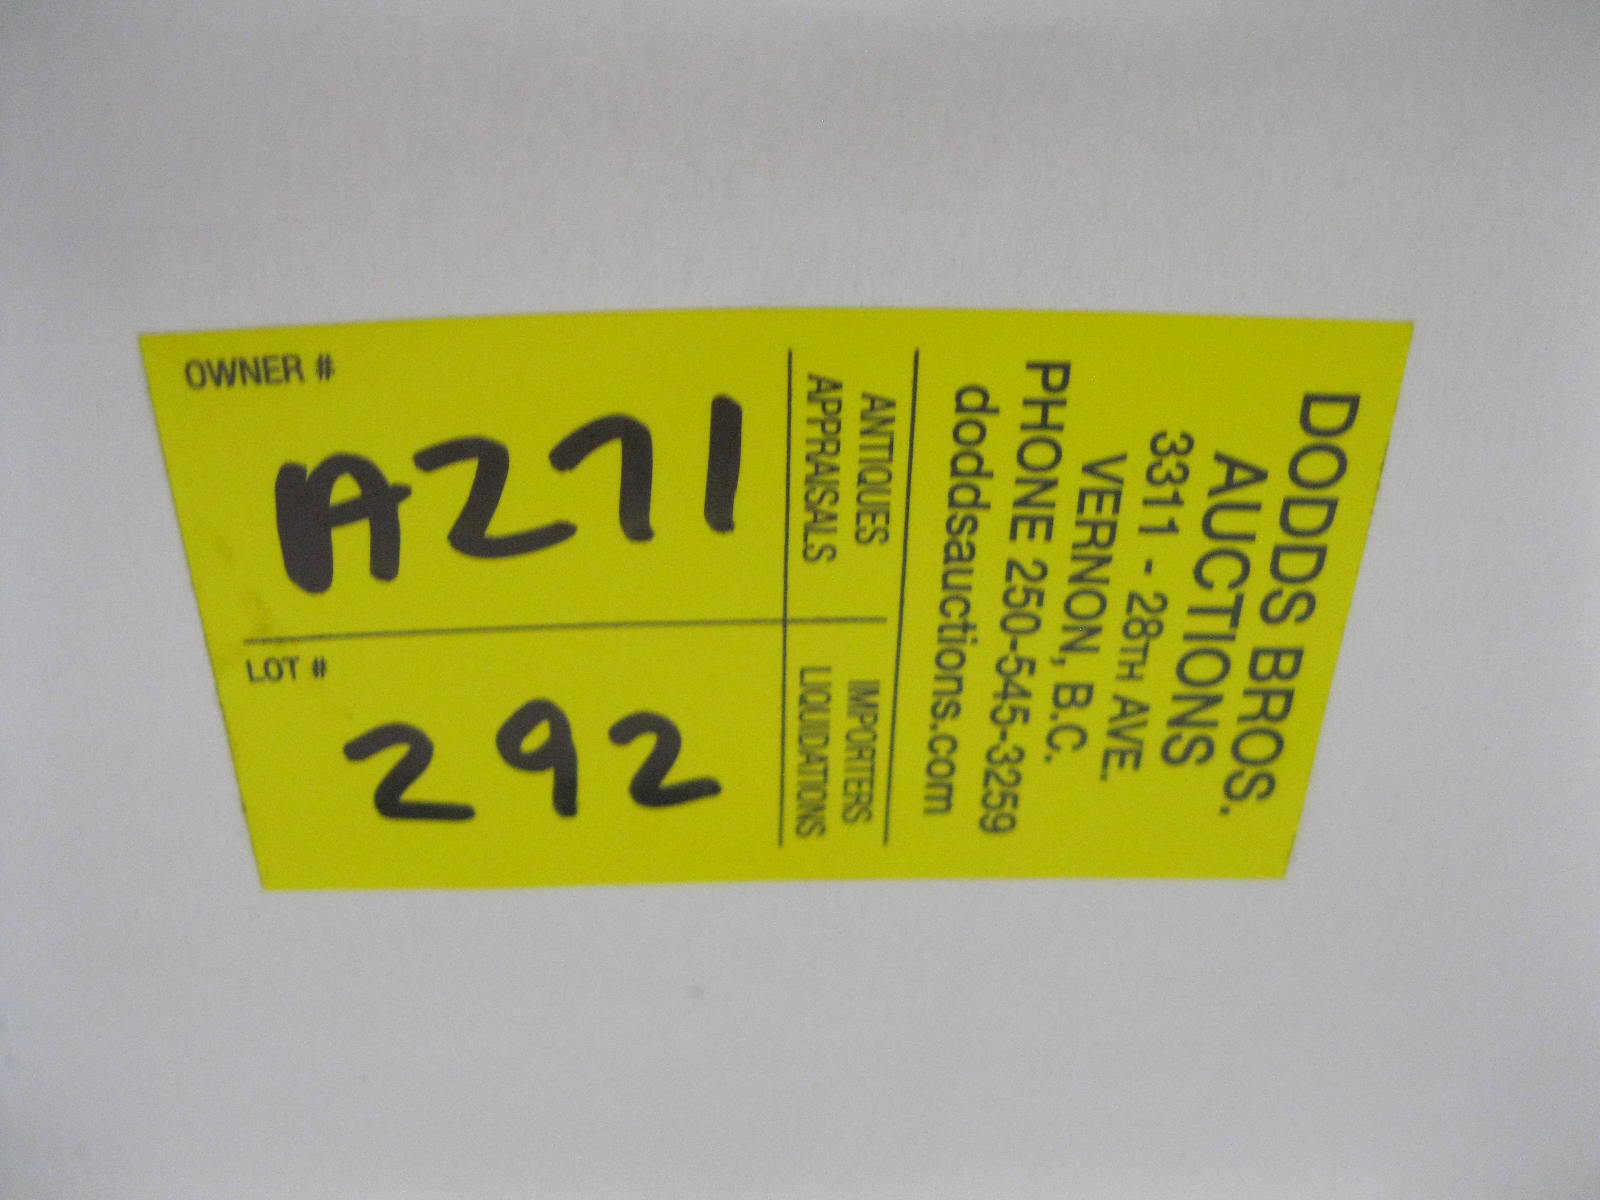 OWNER #
A271
LOT #
292
DODDS BROS.
AUCTIONS
3311 - 28TH AVE.
VERNON, B.C.
PHONE 250-545-3259
doddsauctions.com
ANTIQUES
APPRAISALS
IMPORTERS
LIQUIDATIONS